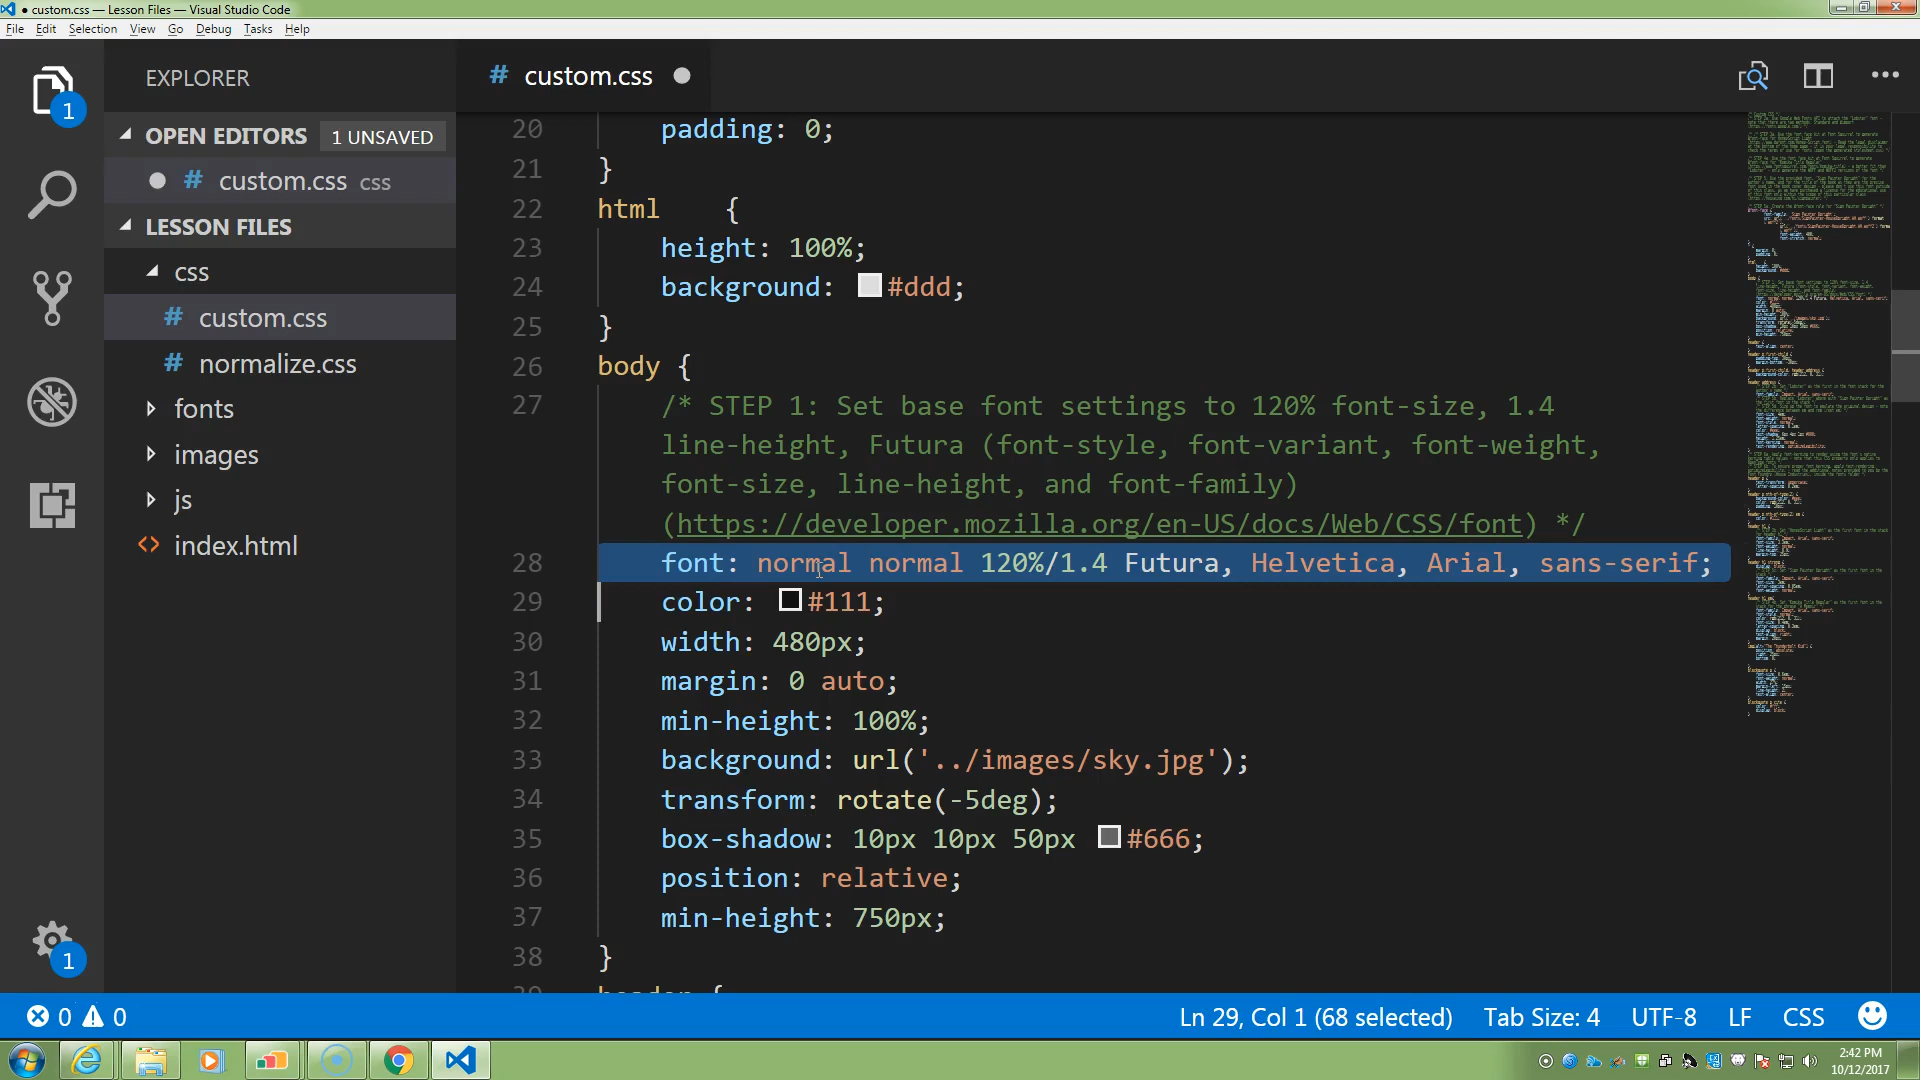 ● custom.css — Lesson Files — Visual Studio Code
File Edit Selection View Go Debug Tasks Help
EXPLORER
# custom.css ●
1
OPEN EDITORS 1 UNSAVED
# custom.css css
LESSON FILES
css
# custom.css
# normalize.css
fonts
images
js
<> index.html
20 padding: 0;
21 }
22 html {
23 height: 100%;
24 background: #ddd;
25 }
26 body {
27 /* STEP 1: Set base font settings to 120% font-size, 1.4
line-height, Futura (font-style, font-variant, font-weight,
font-size, line-height, and font-family)
(https://developer.mozilla.org/en-US/docs/Web/CSS/font) */
28 font: normal normal 120%/1.4 Futura, Helvetica, Arial, sans-serif;
29 color: #111;
30 width: 480px;
31 margin: 0 auto;
32 min-height: 100%;
33 background: url('../images/sky.jpg');
34 transform: rotate(-5deg);
35 box-shadow: 10px 10px 50px #666;
36 position: relative;
37 min-height: 750px;
38 }
39 header {
1
0 0
Ln 29, Col 1 (68 selected) Tab Size: 4 UTF-8 LF CSS
2:42 PM
10/12/2017